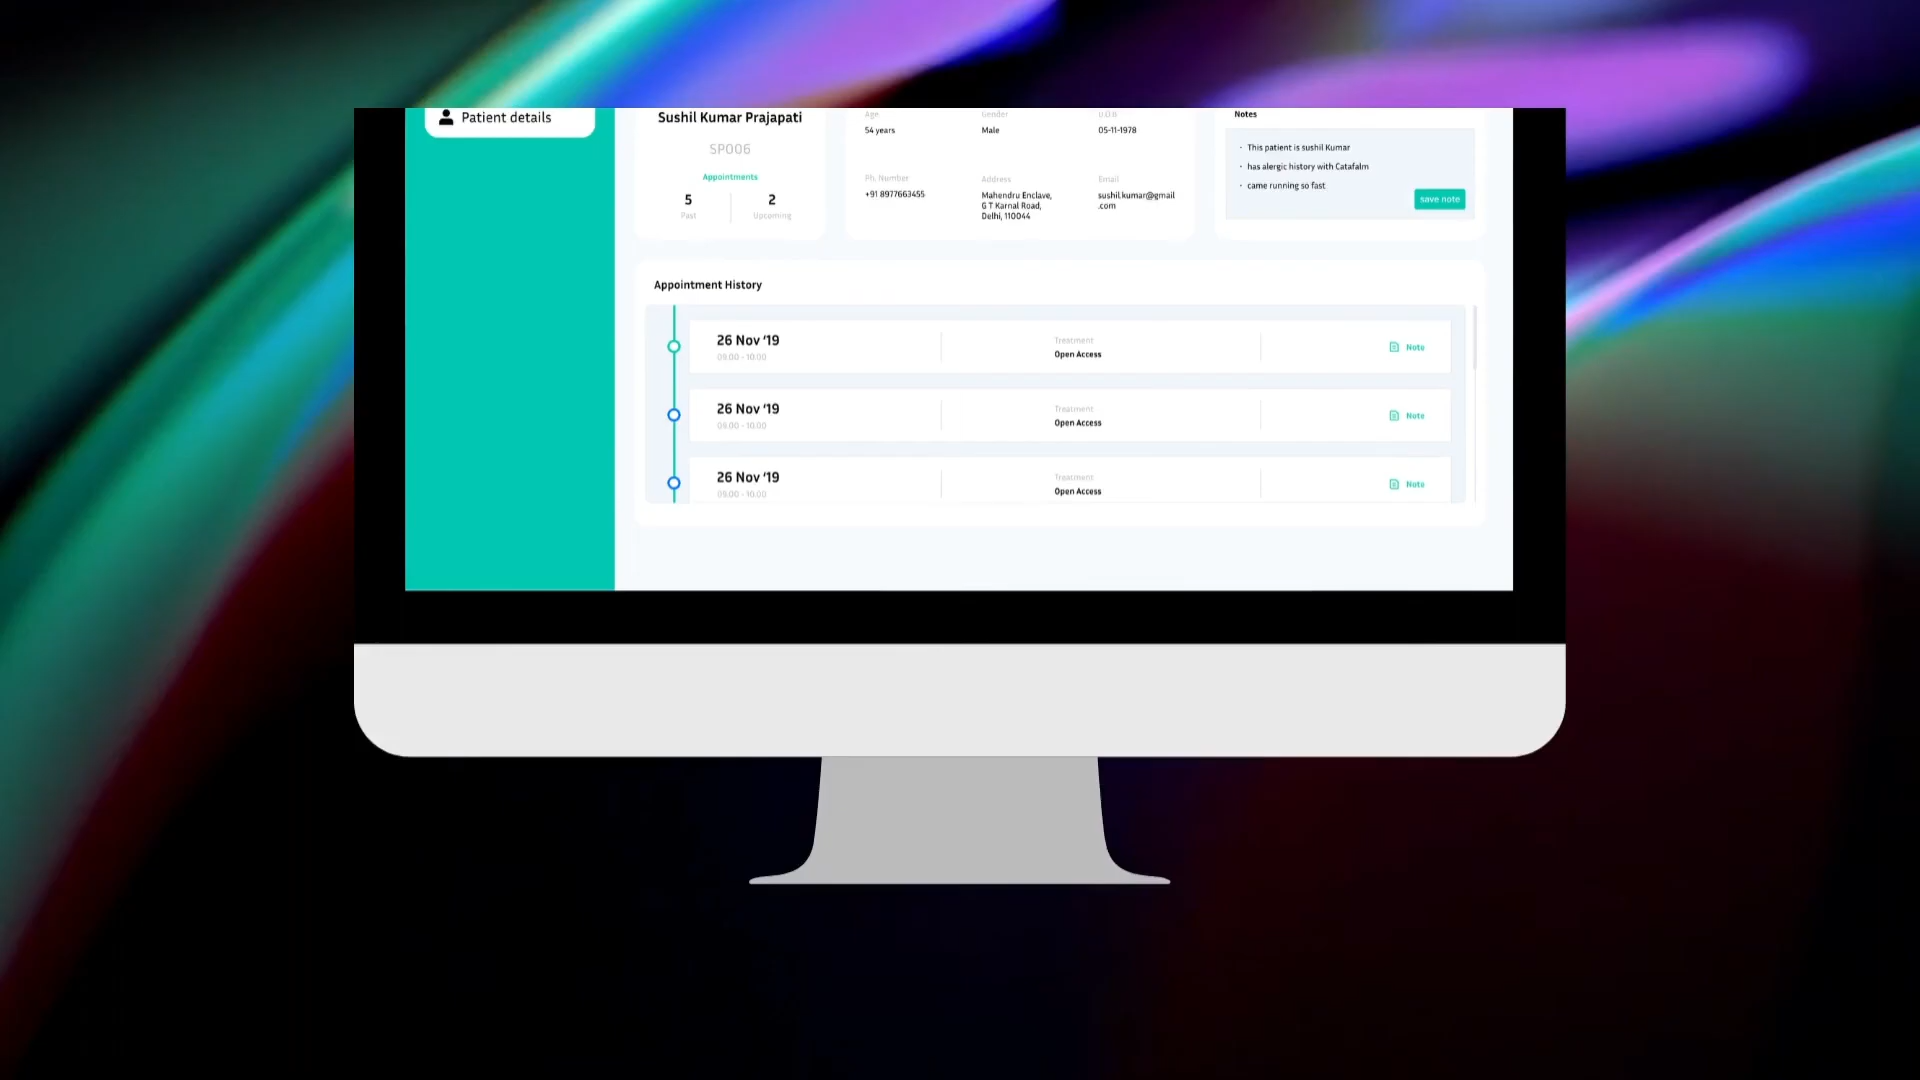 Patient details
Sushil Kumar Prajapati
SP006
Appointments
5
Past
2
Upcoming
Age
54 years
Gender
Male
D.O.B
05-11-1978
Ph. Number
+91 8977663455
Address
Mahendru Enclave,
G T Karnal Road,
Delhi, 110044
Email
sushil.kumar@gmail
.com
Notes
· This patient is sushil Kumar
· has alergic history with Catafalm
· came running so fast
save note
Appointment History
26 Nov ‘19
09.00 - 10.00
Treatment
Open Access
Note
26 Nov ‘19
09.00 - 10.00
Treatment
Open Access
Note
26 Nov ‘19
09.00 - 10.00
Treatment
Open Access
Note